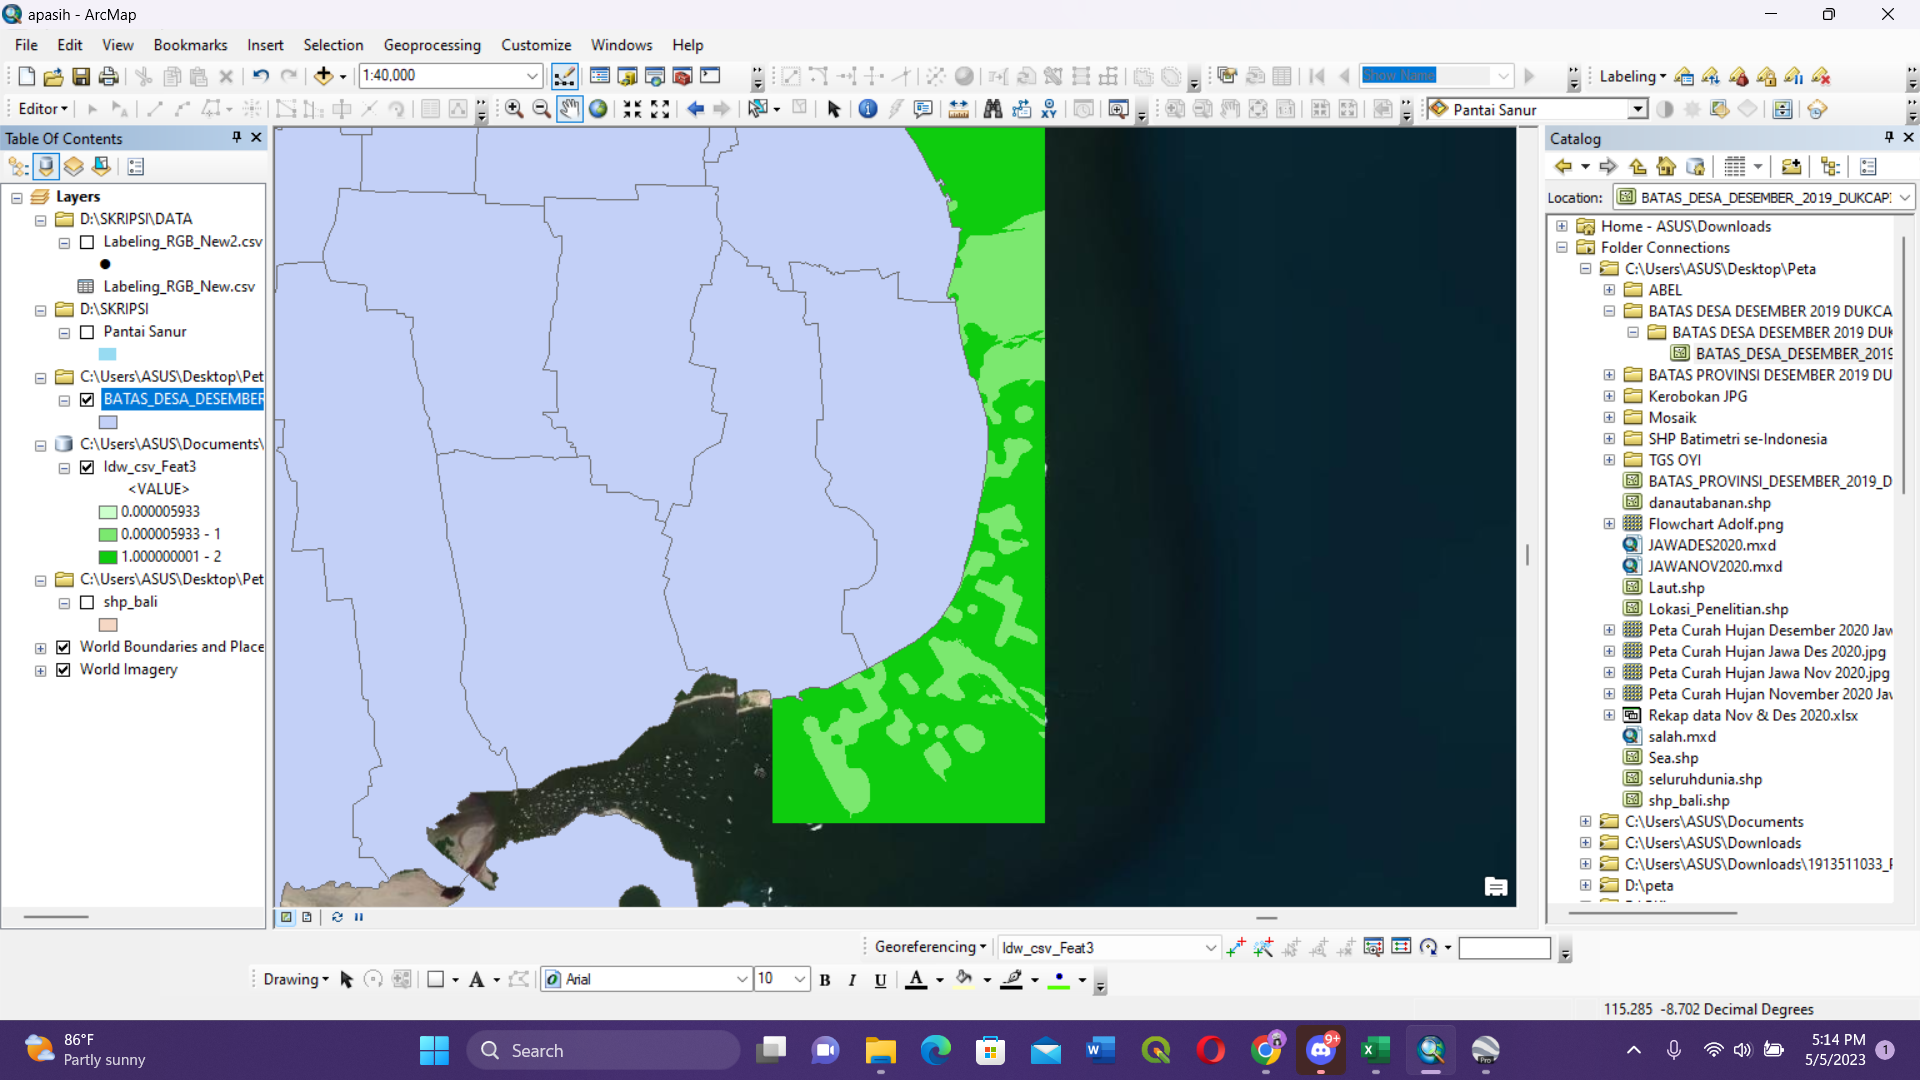 apasih - ArcMap
File Edit View Bookmarks Insert Selection Geoprocessing Customize Windows Help
1:40,000
Show Name
Labeling
Editor
Pantai Sanur
Table Of Contents
Layers
D:\SKRIPSI\DATA
Labeling_RGB_New2.csv
Labeling_RGB_New.csv
D:\SKRIPSI
Pantai Sanur
C:\Users\ASUS\Desktop\Pet
BATAS_DESA_DESEMBER
C:\Users\ASUS\Documents\
Idw_csv_Feat3
<VALUE>
0.000005933
0.000005933 - 1
1.000000001 - 2
C:\Users\ASUS\Desktop\Pet
shp_bali
World Boundaries and Place
World Imagery
Catalog
Location: BATAS_DESA_DESEMBER_2019_DUKCAP
Home - ASUS\Downloads
Folder Connections
C:\Users\ASUS\Desktop\Peta
ABEL
BATAS DESA DESEMBER 2019 DUKCA
BATAS DESA DESEMBER 2019 DUK
BATAS_DESA_DESEMBER_2019
BATAS PROVINSI DESEMBER 2019 DU
Kerobokan JPG
Mosaik
SHP Batimetri se-Indonesia
TGS OYI
BATAS_PROVINSI_DESEMBER_2019_D
danautabanan.shp
Flowchart Adolf.png
JAWADES2020.mxd
JAWANOV2020.mxd
Laut.shp
Lokasi_Penelitian.shp
Peta Curah Hujan Desember 2020 Jaw
Peta Curah Hujan Jawa Des 2020.jpg
Peta Curah Hujan Jawa Nov 2020.jpg
Peta Curah Hujan November 2020 Jav
Rekap data Nov & Des 2020.xlsx
salah.mxd
Sea.shp
seluruhdunia.shp
shp_bali.shp
C:\Users\ASUS\Documents
C:\Users\ASUS\Downloads
C:\Users\ASUS\Downloads\1913511033_F
D:\peta
Georeferencing
Idw_csv_Feat3
Drawing
A
Arial
10
B I U A
115.285 -8.702 Decimal Degrees
86°F
Partly sunny
Search
9+
Pro
5:14 PM
5/5/2023
1